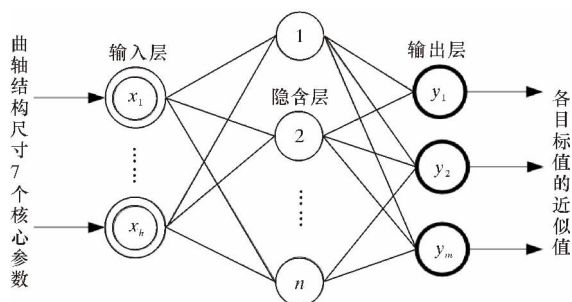 曲轴结构尺寸7个核心参数
输入层
x1
……
xh
1
隐含层
2
……
n
输出层
y1
y2
ym
各目标值的近似值